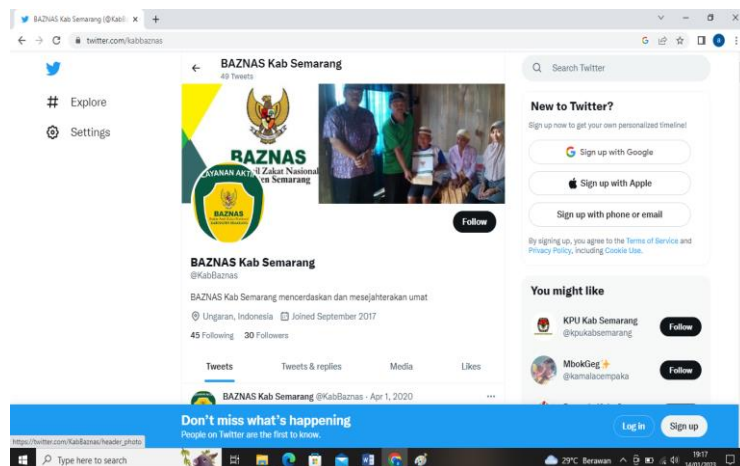 BAZNAS Kab Semarang (@KabB
twitter.com/kabbaznas
BAZNAS Kab Semarang
49 Tweets
Search Twitter
Explore
Settings
BAZNAS
Zakat Nasional
Semarang
LAYANAN AKT
BAZNAS
Follow
BAZNAS Kab Semarang
@KabBaznas
BAZNAS Kab Semarang mencerdaskan dan mesejahterakan umat
Ungaran, Indonesia Joined September 2017
45 Following 30 Followers
Tweets Tweets & replies Media Likes
BAZNAS Kab Semarang @KabBaznas · Apr 1, 2020
New to Twitter?
Sign up now to get your own personalized timeline!
Sign up with Google
Sign up with Apple
Sign up with phone or email
By signing up, you agree to the Terms of Service and
Privacy Policy, including Cookie Use.
You might like
KPU Kab Semarang
@kpukabsemarang
Follow
MbokGeg
@kamalacempaka
Follow
Don't miss what's happening
People on Twitter are the first to know.
Log in Sign up
https://twitter.com/KabBaznas/header_photo
Type here to search
29°C Berawan
19:17
14/01/2023